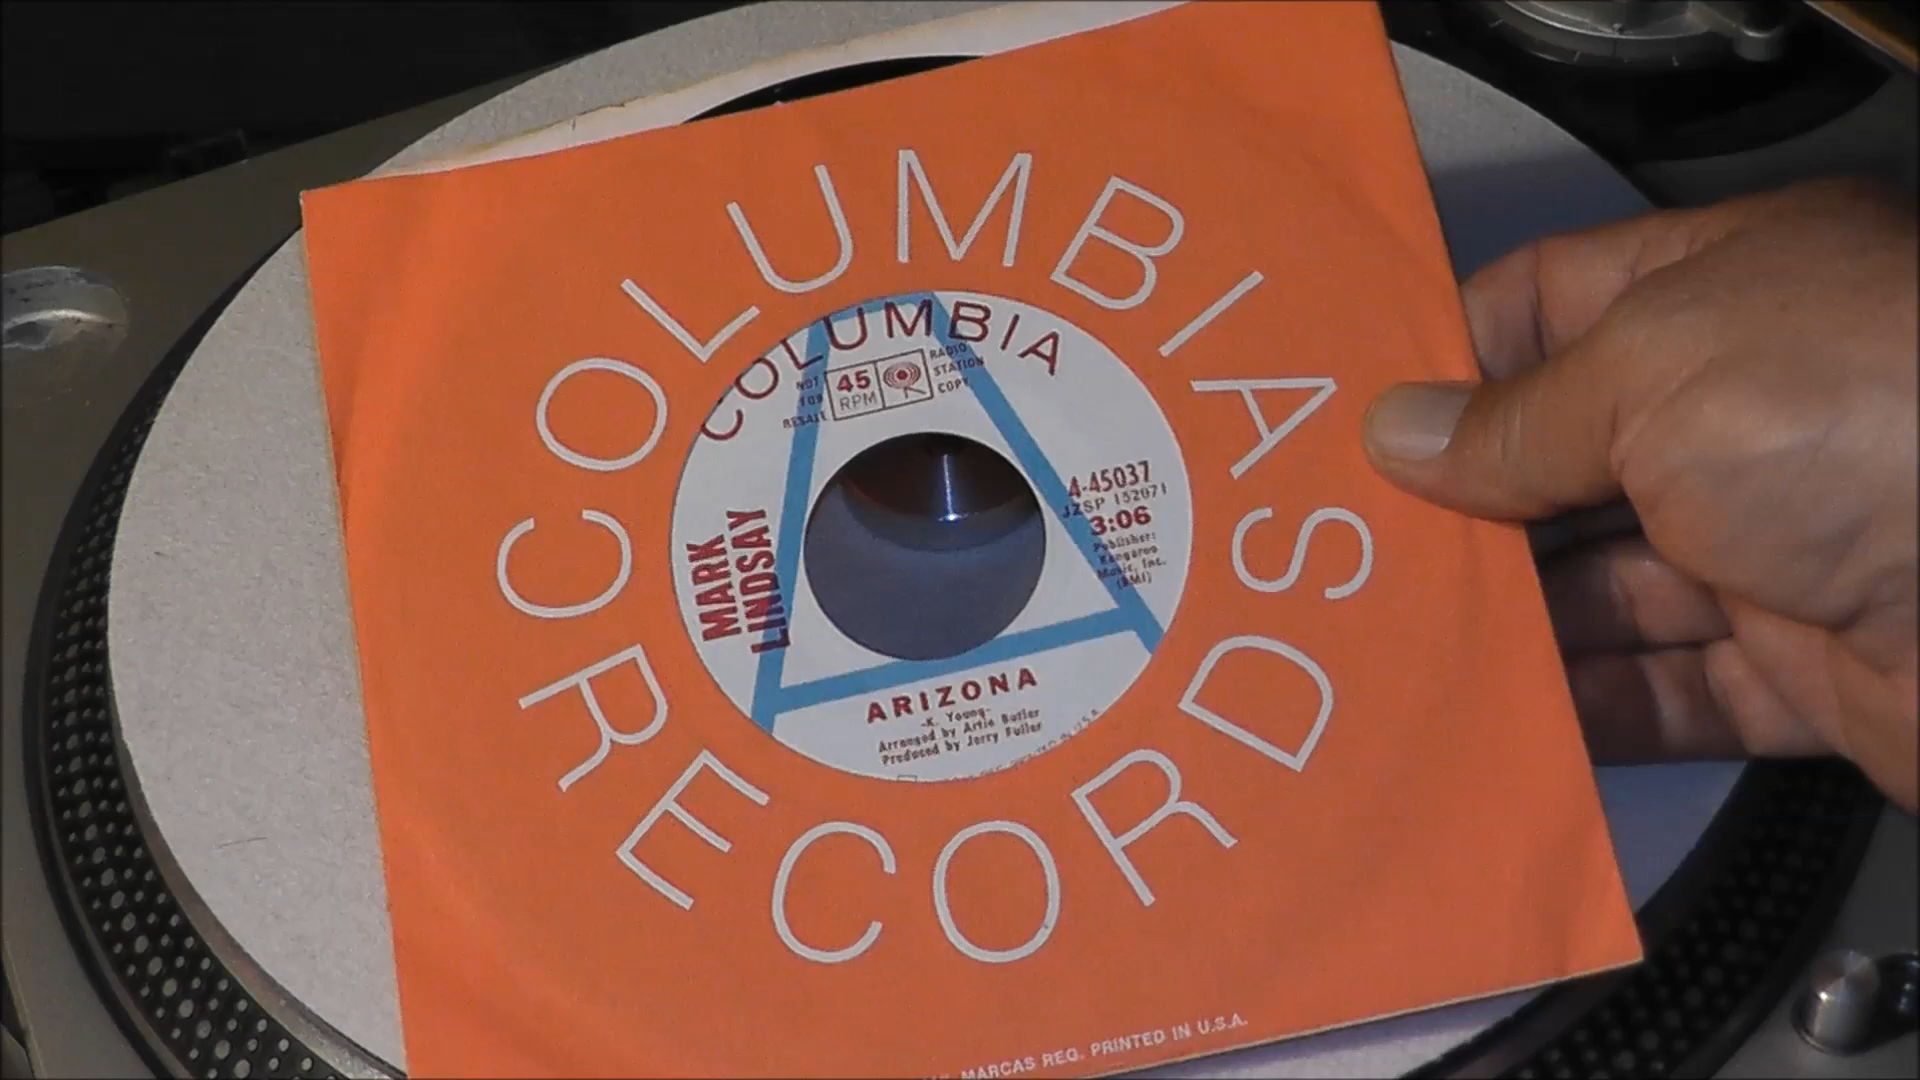 COLUMBIA
RECORDS
COLUMBIA
NOT
FOR
RESALE
45
RPM
RADIO
STATION
COPY
MARK
LINDSAY
4-45037
JZSP 152071
3:06
Publisher:
Kangaroo
Music, Inc.
(BMI)
ARIZONA
-K. Young-
Arranged by Artie Butler
Produced by Jerry Fuller
MARCAS REG. PRINTED IN U.S.A.